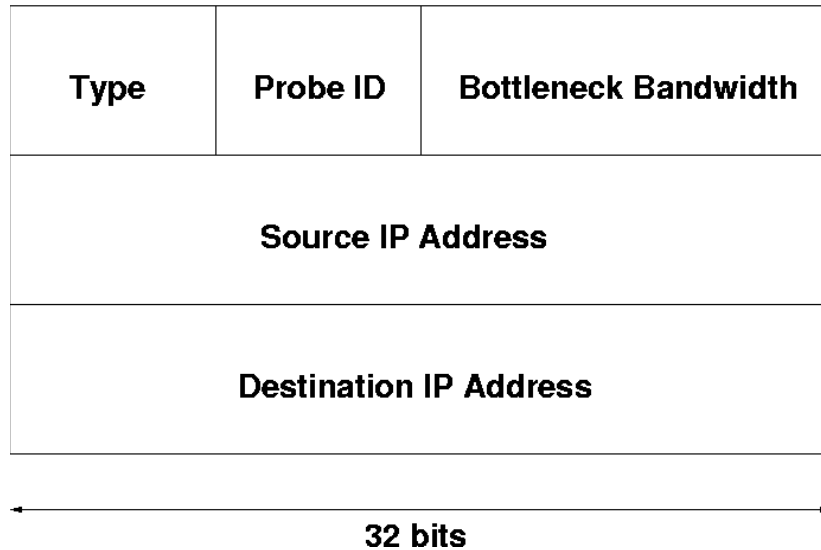 Type Probe ID Bottleneck Bandwidth
Source IP Address
Destination IP Address
32 bits